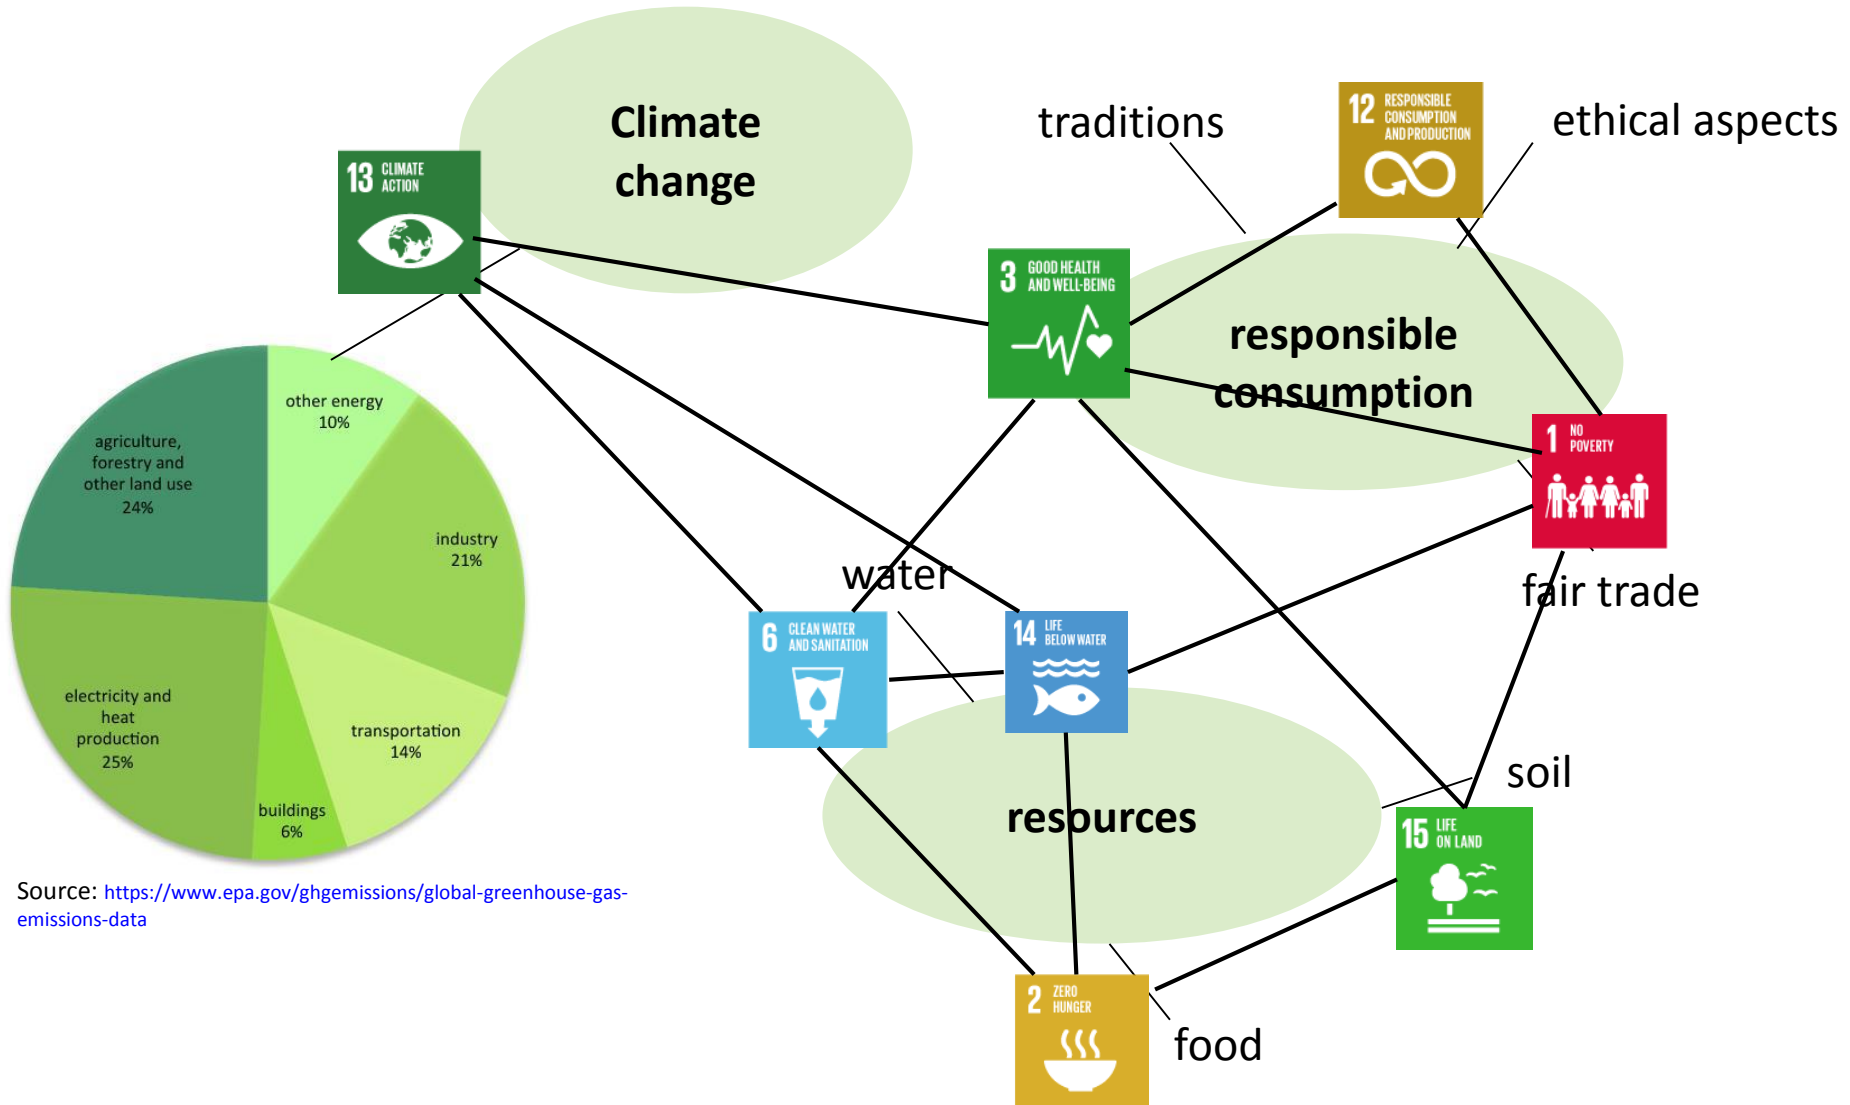 Climate
change
traditions
12 RESPONSIBLE
CONSUMPTION
AND PRODUCTION
ethical aspects
13 CLIMATE
ACTION
3 GOOD HEALTH
AND WELL-BEING
responsible
consumption
1 NO
POVERTY
other energy
10%
agriculture,
forestry and
other land use
24%
industry
21%
electricity and
heat
production
25%
transportation
14%
buildings
6%
water
fair trade
6 CLEAN WATER
AND SANITATION
14 LIFE
BELOW WATER
soil
resources
15 LIFE
ON LAND
Source: https://www.epa.gov/ghgemissions/global-greenhouse-gas-
emissions-data
2 ZERO
HUNGER
food